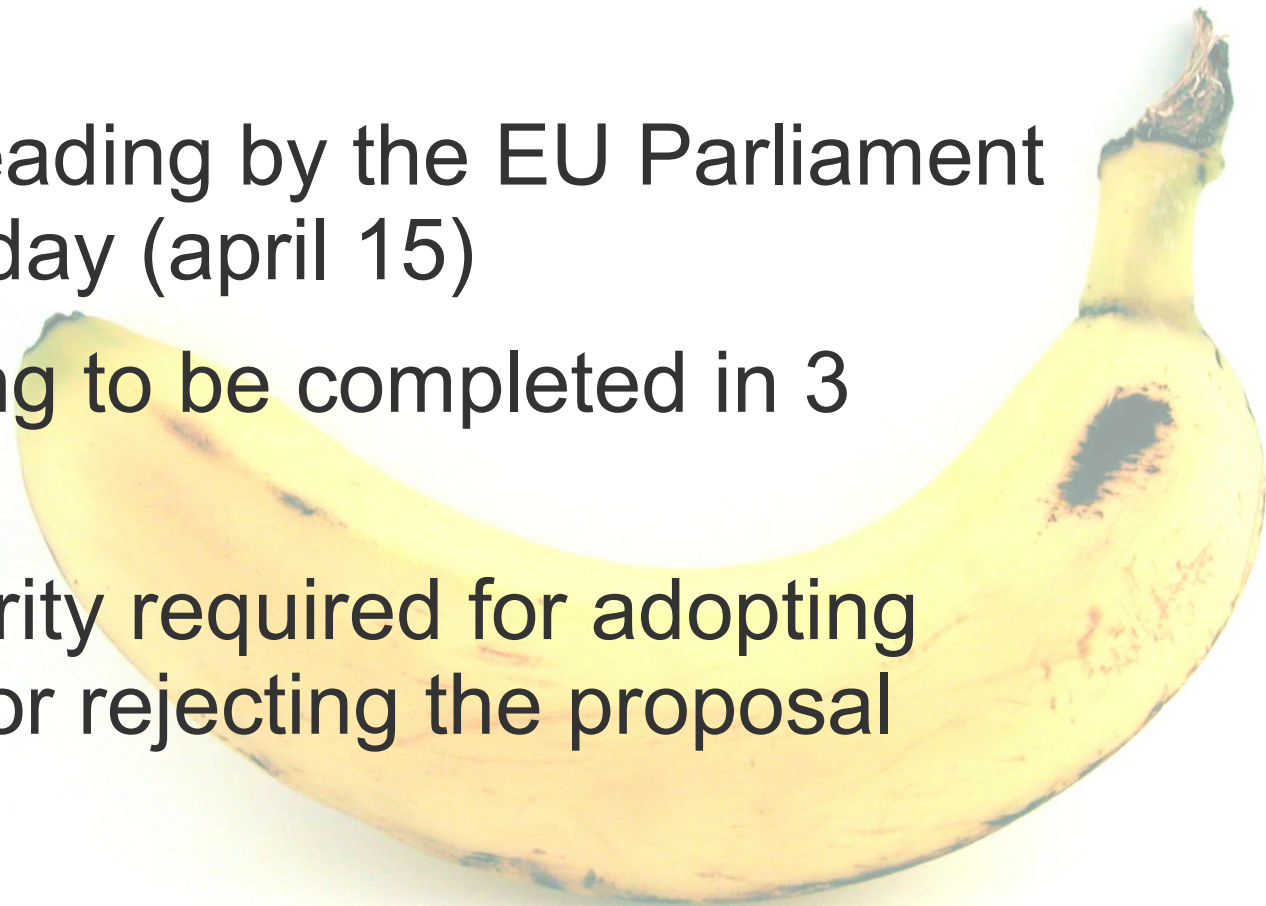 eading by the EU Parliament
day (april 15)
ng to be completed in 3
rity required for adopting
or rejecting the proposal